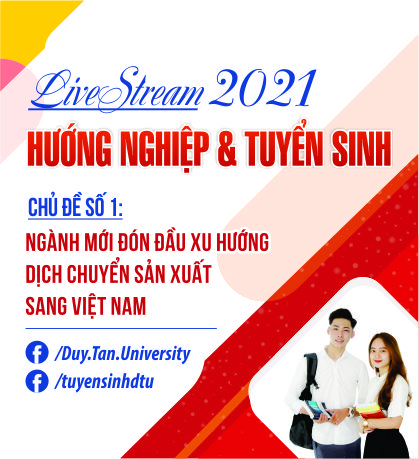 LiveStream 2021
HƯỚNG NGHIỆP & TUYỂN SINH
CHỦ ĐỀ SỐ 1:
NGÀNH MỚI ĐÓN ĐẦU XU HƯỚNG
DỊCH CHUYỂN SẢN XUẤT
SANG VIỆT NAM
/Duy.Tan.University
/tuyensinhdtu